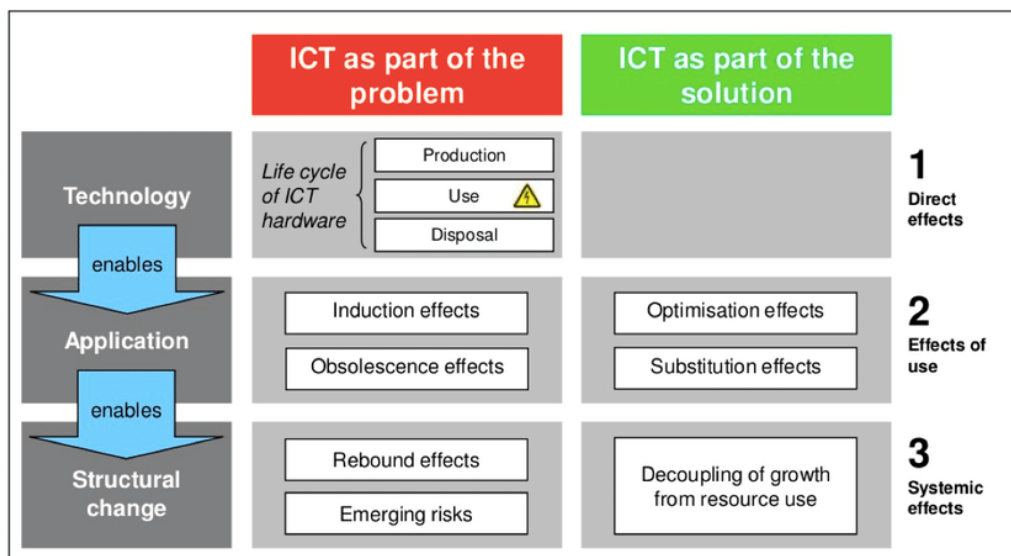 ICT as part of the
problem
ICT as part of the
solution
Technology
Life cycle
of ICT
hardware
Production
Use
Disposal
1
Direct
effects
enables
Application
Induction effects
Obsolescence effects
Optimisation effects
Substitution effects
2
Effects of
use
enables
Structural
change
Rebound effects
Emerging risks
Decoupling of growth
from resource use
3
Systemic
effects